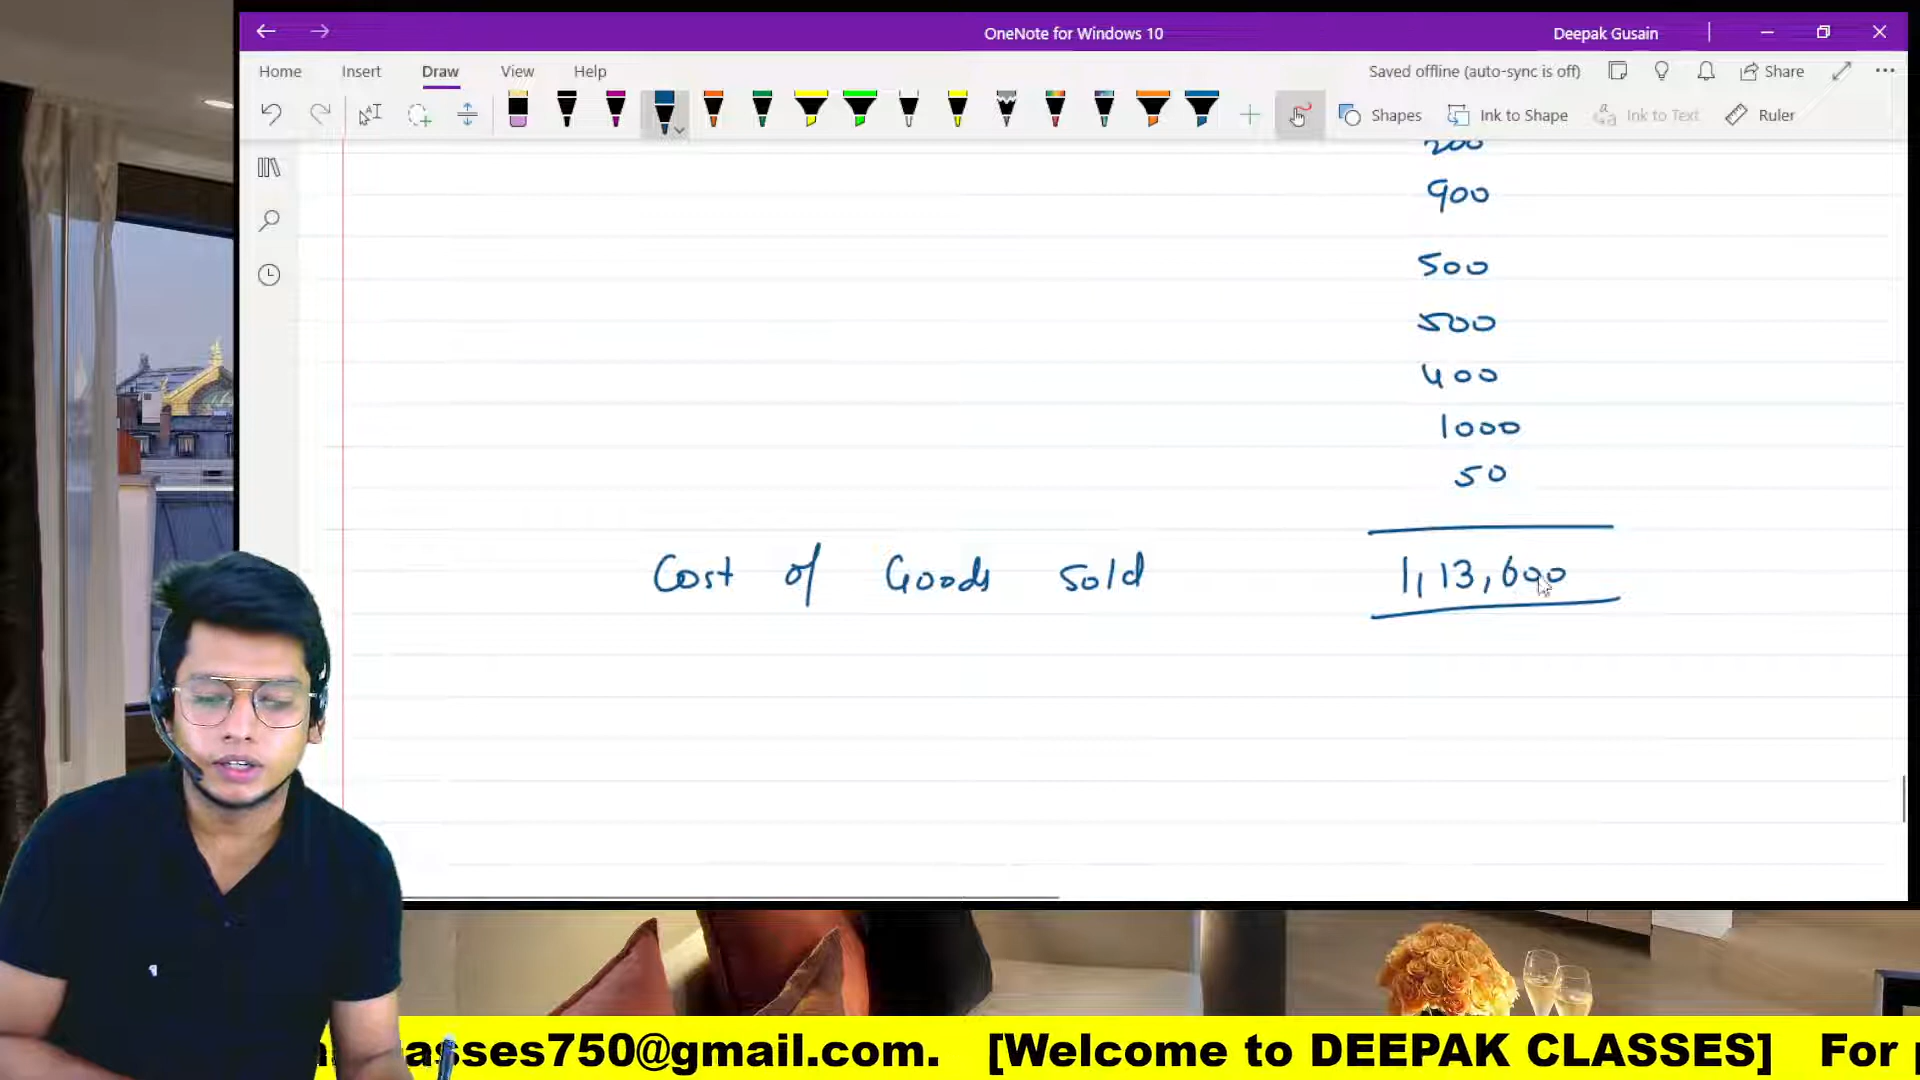 OneNote for Windows 10
Deepak Gusain
Home Insert Draw View Help
Saved offline (auto-sync is off) Share
Shapes Ink to Shape Ink to Text Ruler
200
900
500
500
400
1000
50
Cost of Goods Sold 1,13,600
sses750@gmail.com. [Welcome to DEEPAK CLASSES] For